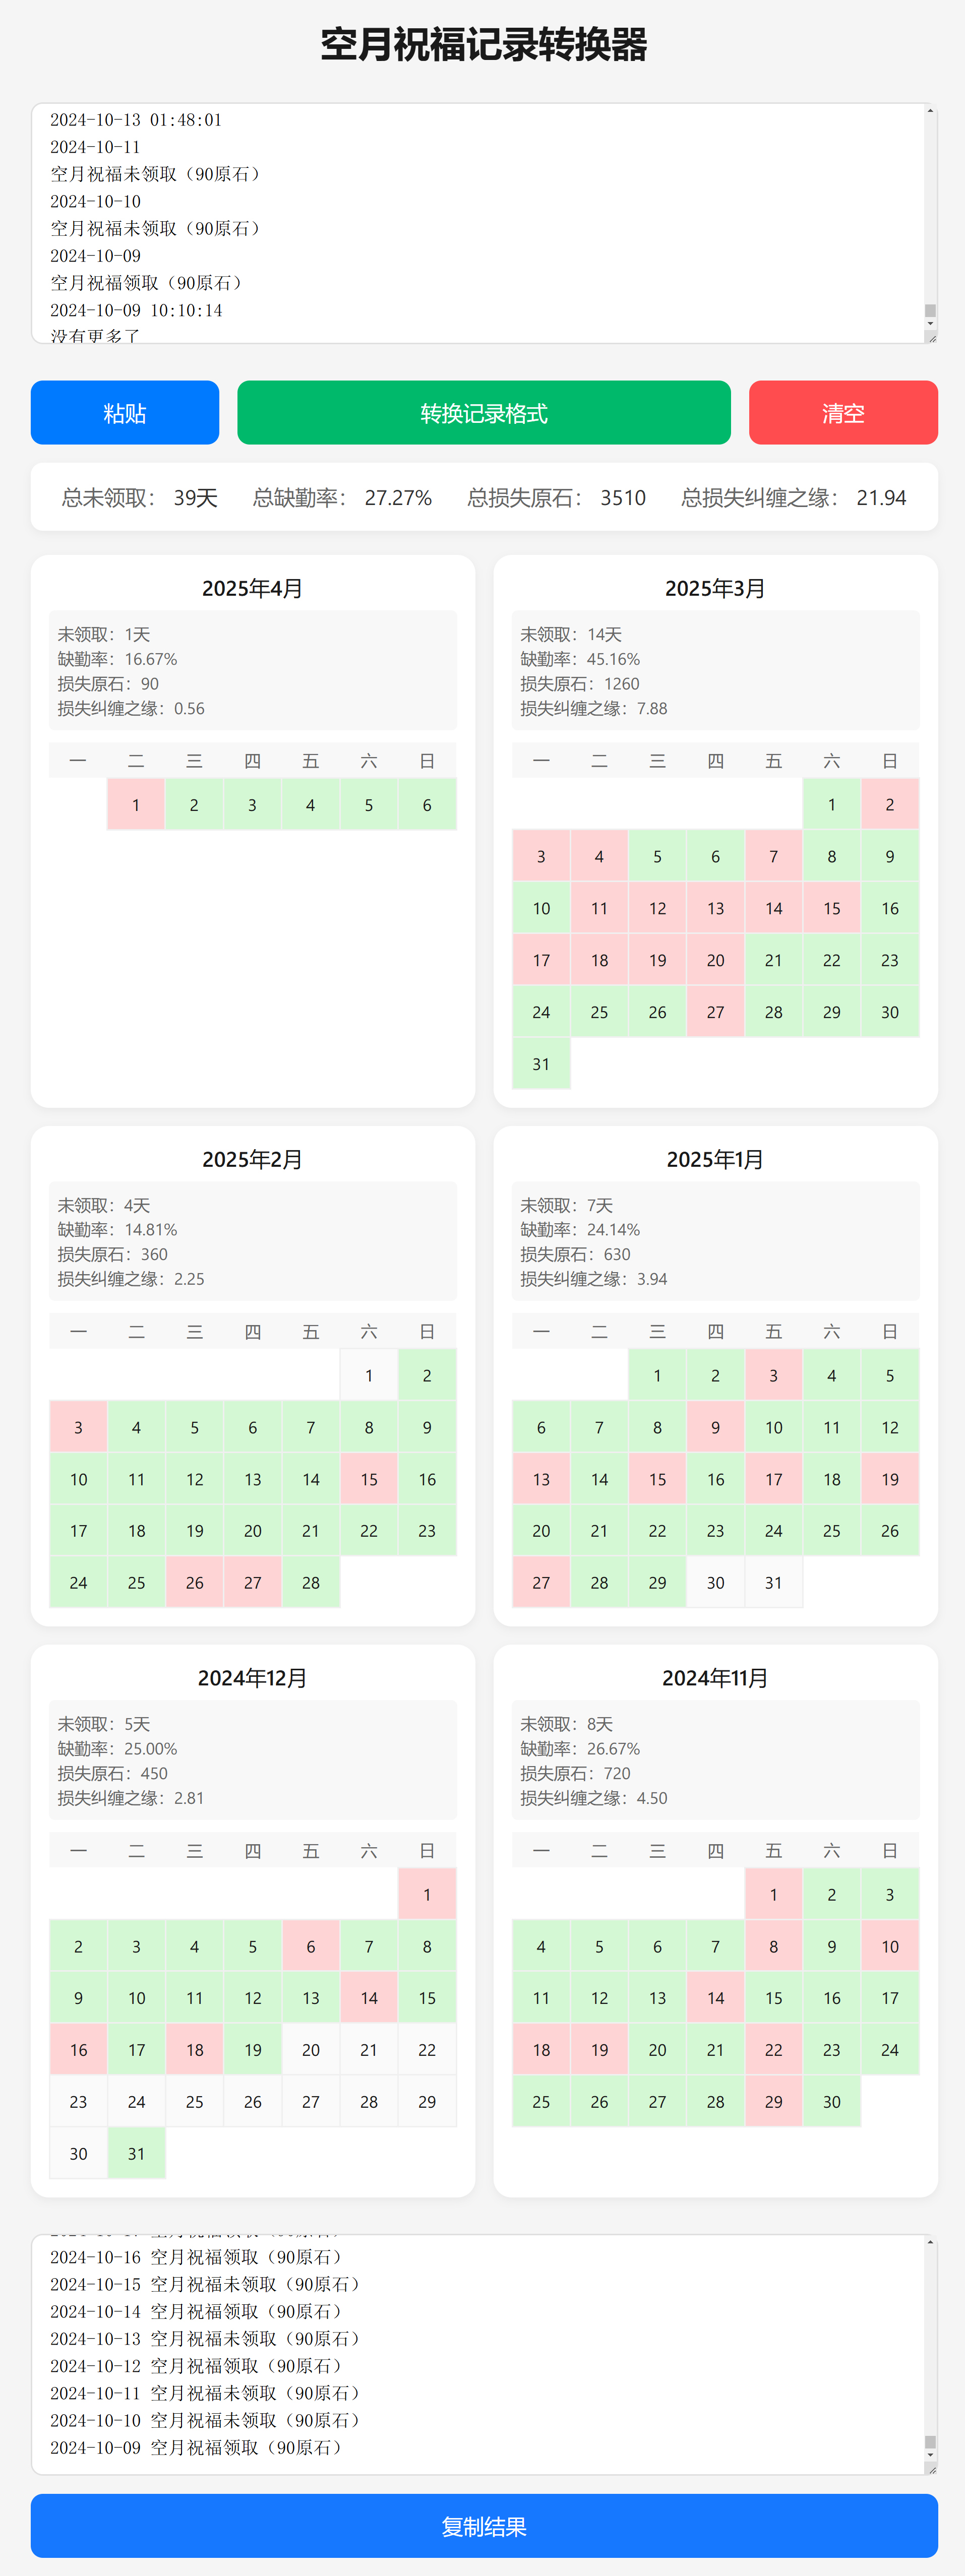 空月祝福记录转换器
2024-10-13 01:48:01
2024-10-11
空月祝福未领取（90原石）
2024-10-10
空月祝福未领取（90原石）
2024-10-09
空月祝福领取（90原石）
2024-10-09 10:10:14
没有更多了
粘贴 转换记录格式 清空
总未领取： 39天 总缺勤率： 27.27% 总损失原石： 3510 总损失纠缠之缘： 21.94
2025年4月
未领取：1天
缺勤率：16.67%
损失原石：90
损失纠缠之缘：0.56
一 二 三 四 五 六 日
1 2 3 4 5 6
2025年3月
未领取：14天
缺勤率：45.16%
损失原石：1260
损失纠缠之缘：7.88
一 二 三 四 五 六 日
1 2
3 4 5 6 7 8 9
10 11 12 13 14 15 16
17 18 19 20 21 22 23
24 25 26 27 28 29 30
31
2025年2月
未领取：4天
缺勤率：14.81%
损失原石：360
损失纠缠之缘：2.25
一 二 三 四 五 六 日
1 2
3 4 5 6 7 8 9
10 11 12 13 14 15 16
17 18 19 20 21 22 23
24 25 26 27 28
2025年1月
未领取：7天
缺勤率：24.14%
损失原石：630
损失纠缠之缘：3.94
一 二 三 四 五 六 日
1 2 3 4 5
6 7 8 9 10 11 12
13 14 15 16 17 18 19
20 21 22 23 24 25 26
27 28 29 30 31
2024年12月
未领取：5天
缺勤率：25.00%
损失原石：450
损失纠缠之缘：2.81
一 二 三 四 五 六 日
1
2 3 4 5 6 7 8
9 10 11 12 13 14 15
16 17 18 19 20 21 22
23 24 25 26 27 28 29
30 31
2024年11月
未领取：8天
缺勤率：26.67%
损失原石：720
损失纠缠之缘：4.50
一 二 三 四 五 六 日
1 2 3
4 5 6 7 8 9 10
11 12 13 14 15 16 17
18 19 20 21 22 23 24
25 26 27 28 29 30
2024-10-16 空月祝福领取（90原石）
2024-10-15 空月祝福未领取（90原石）
2024-10-14 空月祝福领取（90原石）
2024-10-13 空月祝福未领取（90原石）
2024-10-12 空月祝福领取（90原石）
2024-10-11 空月祝福未领取（90原石）
2024-10-10 空月祝福未领取（90原石）
2024-10-09 空月祝福领取（90原石）
复制结果